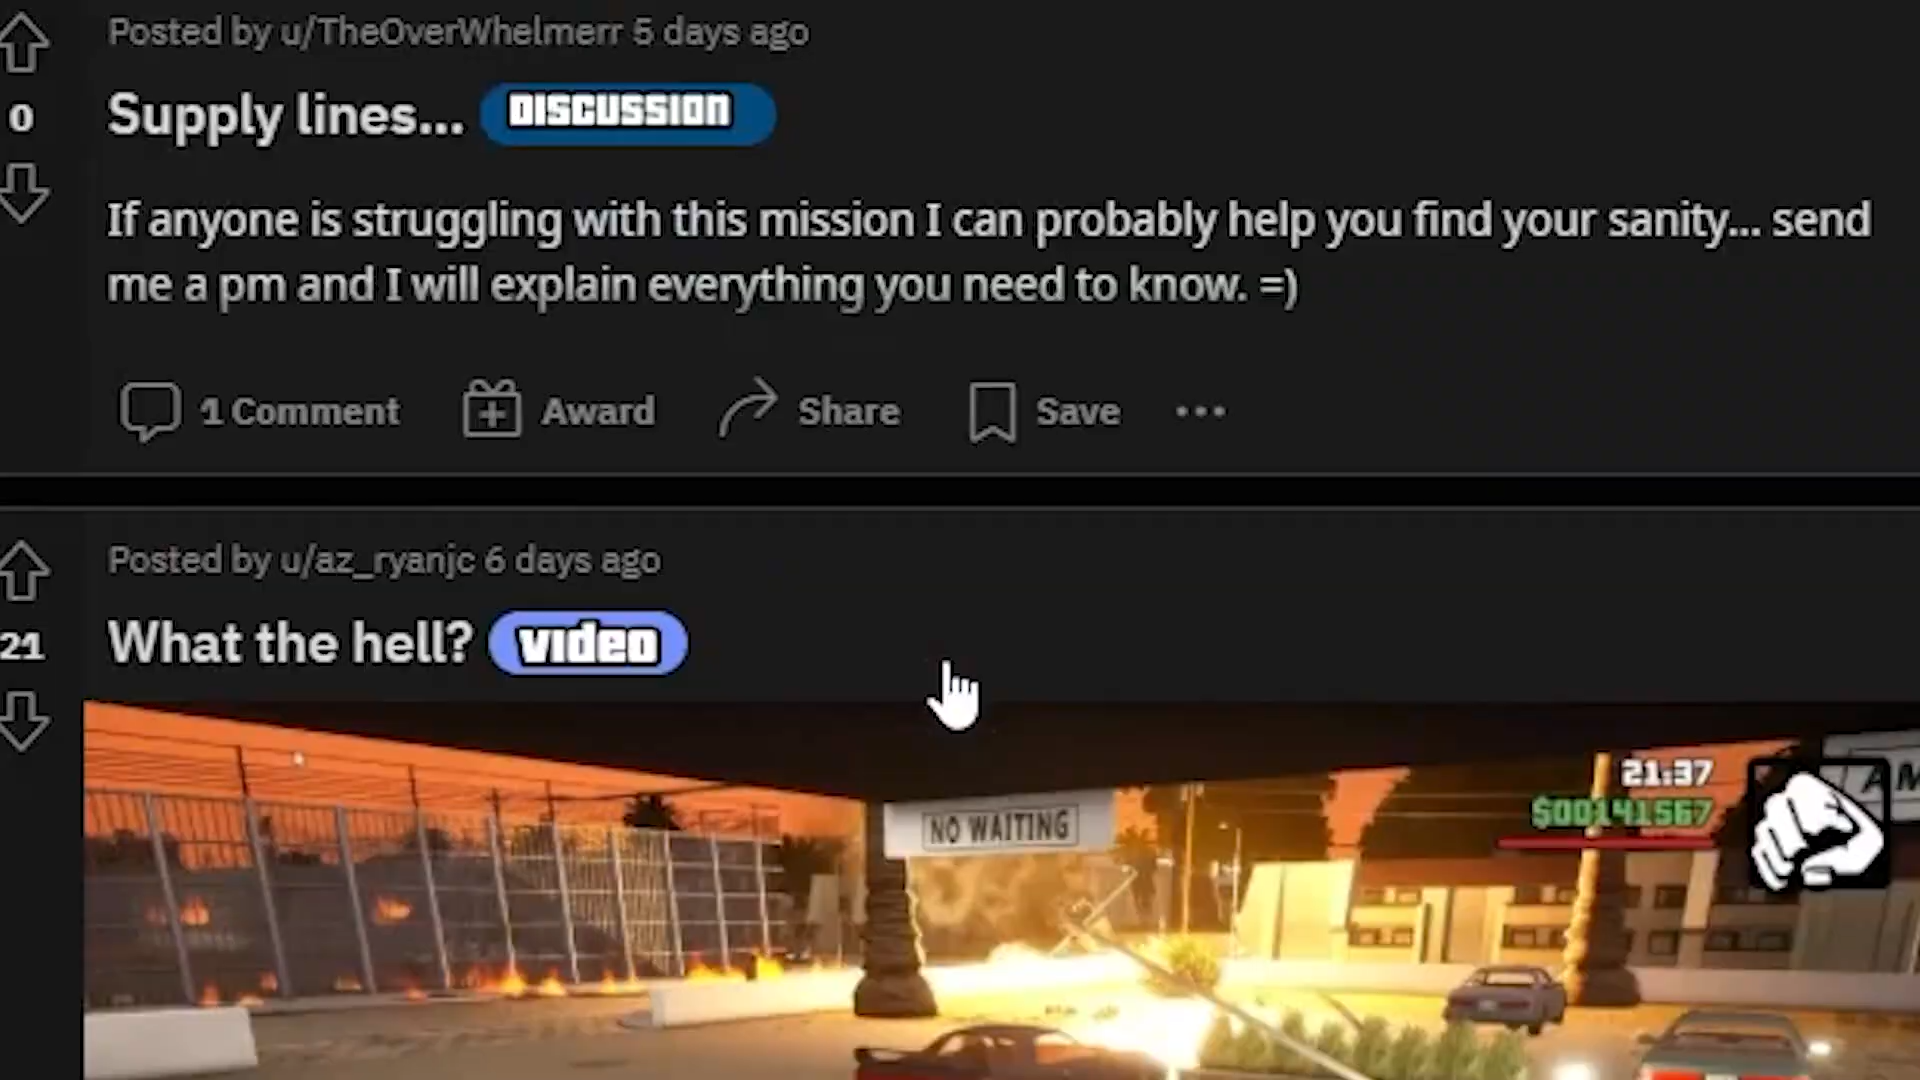 Posted by u/TheOverWhelmerr 5 days ago
0
Supply lines... DISCUSSION
If anyone is struggling with this mission I can probably help you find your sanity... send
me a pm and I will explain everything you need to know. =)
1 Comment Award Share Save ...
Posted by u/az_ryanjc 6 days ago
21
What the hell? video
21:37
$00141567
NO WAITING